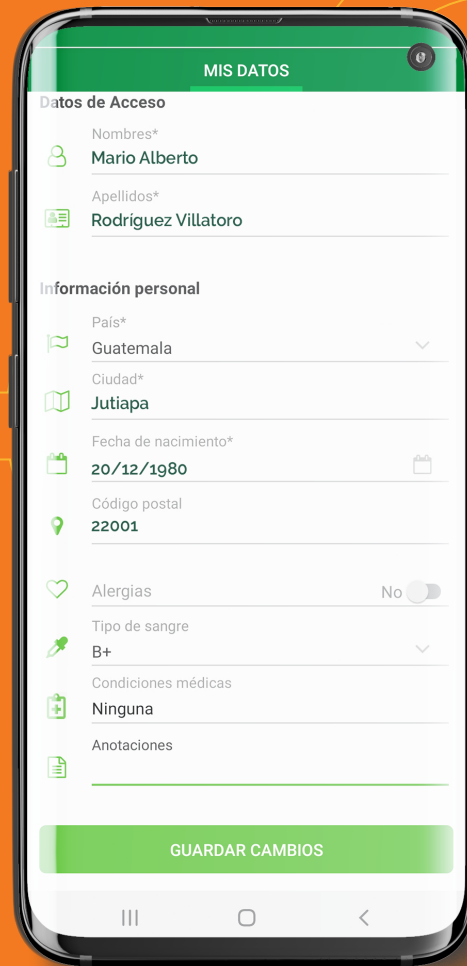 MIS DATOS
Datos de Acceso
Nombres*
Mario Alberto
Apellidos*
Rodríguez Villatoro
Información personal
País*
Guatemala
Ciudad*
Jutiapa
Fecha de nacimiento*
20/12/1980
Código postal
22001
Alergias No
Tipo de sangre
B+
Condiciones médicas
Ninguna
Anotaciones
GUARDAR CAMBIOS